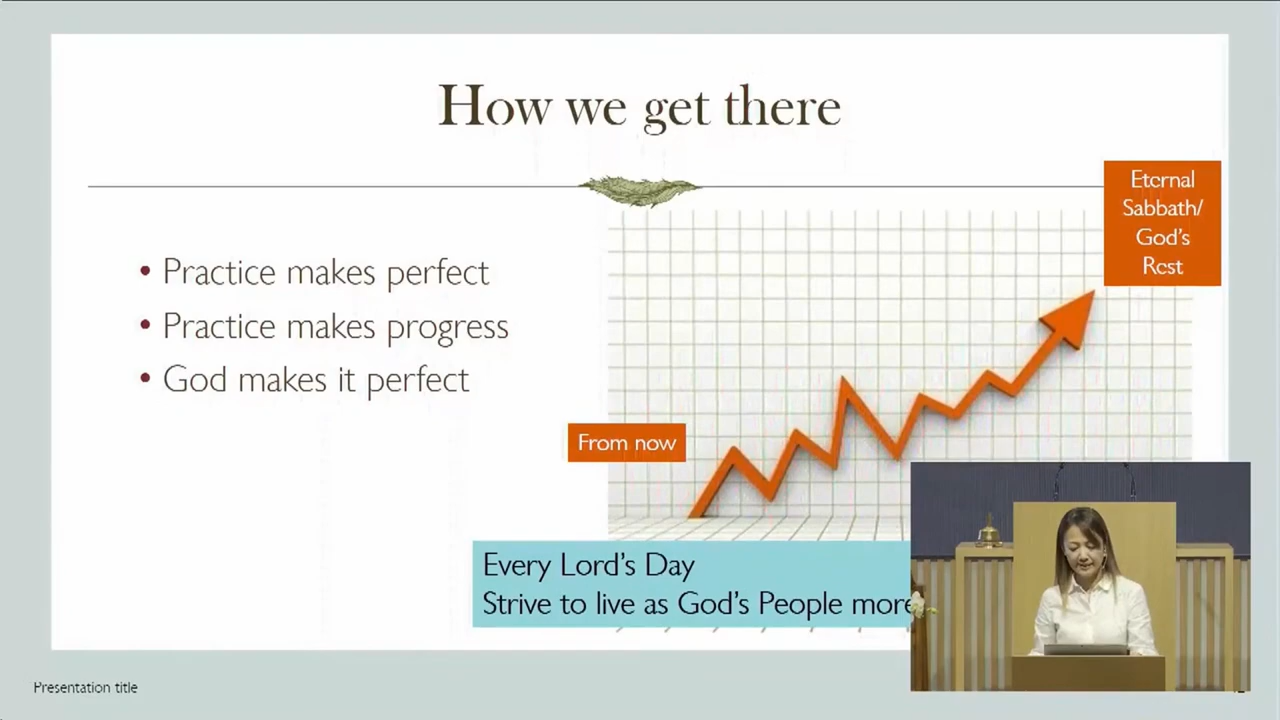 How we get there
• Practice makes perfect
• Practice makes progress
• God makes it perfect
Eternal
Sabbath/
God's
Rest
From now
Every Lord's Day
Strive to live as God's People more
Presentation title